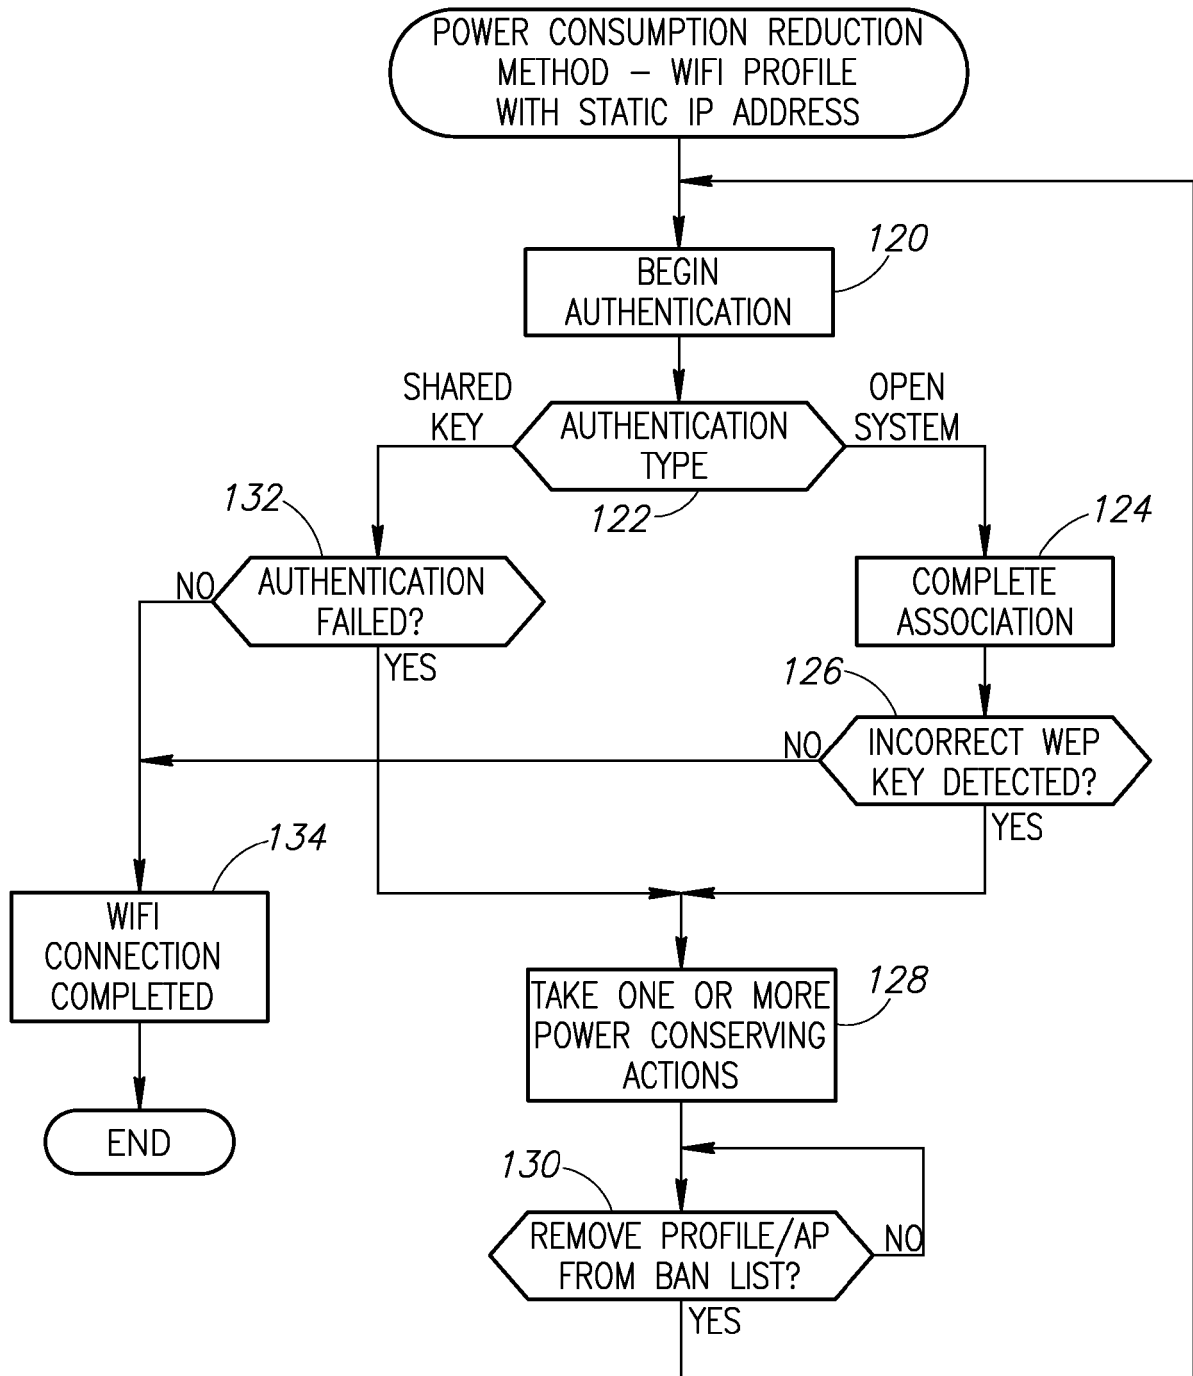 POWER CONSUMPTION REDUCTION
METHOD – WIFI PROFILE
WITH STATIC IP ADDRESS
120
BEGIN
AUTHENTICATION
SHARED
KEY
OPEN
SYSTEM
AUTHENTICATION
TYPE
122
132
124
NO
AUTHENTICATION
FAILED?
YES
COMPLETE
ASSOCIATION
126
NO
INCORRECT WEP
KEY DETECTED?
YES
134
WIFI
CONNECTION
COMPLETED
END
128
TAKE ONE OR MORE
POWER CONSERVING
ACTIONS
130
REMOVE PROFILE/AP
FROM BAN LIST?
NO
YES